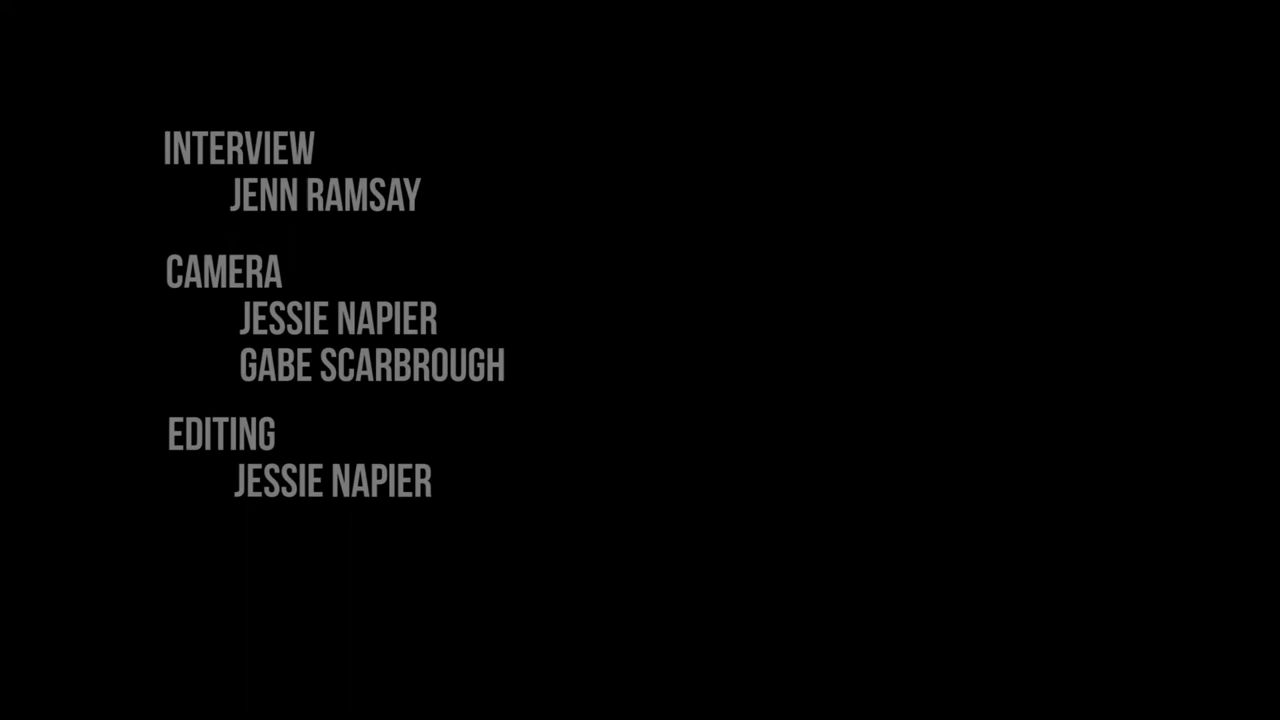 INTERVIEW
JENN RAMSAY
CAMERA
JESSIE NAPIER
GABE SCARBROUGH
EDITING
JESSIE NAPIER